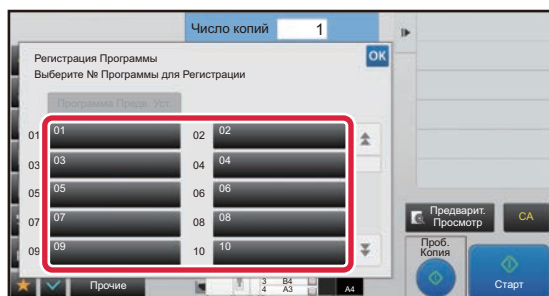 Число копий 1
Регистрация Программы OK
Выберите № Программы для Регистрации
Программа Предв. Уст.
01 01 02 02
03 03 04 04
05 05 06 06
07 07 08 08
09 09 10 10
Предварит.
Просмотр
CA
Проб.
Копия
Старт
Прочие
3 B4
4 A3
A4